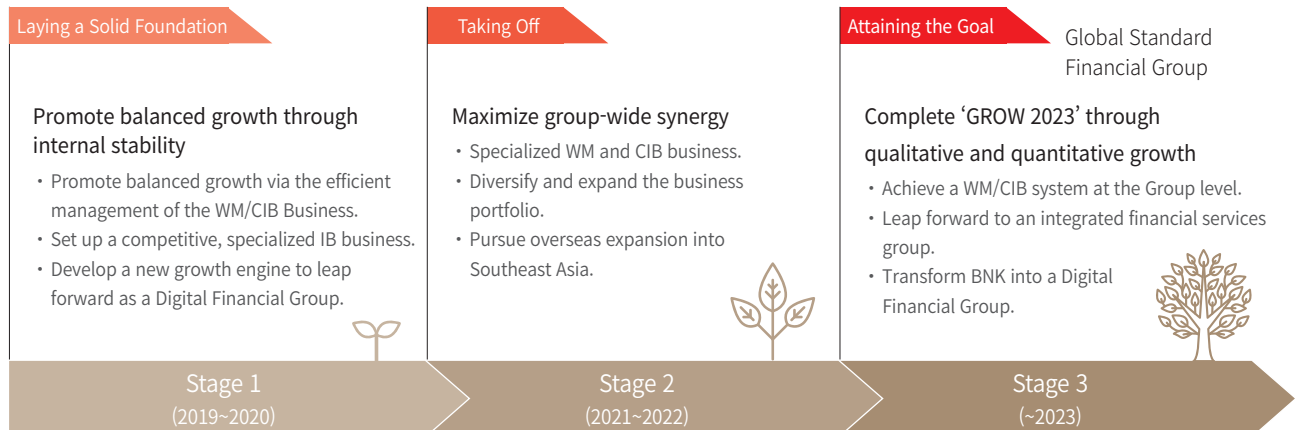 Laying a Solid Foundation
Promote balanced growth through
internal stability
・Promote balanced growth via the efficient
management of the WM/CIB Business.
・Set up a competitive, specialized IB business.
・Develop a new growth engine to leap
forward as a Digital Financial Group.
Stage 1
(2019~2020)
Taking Off
Maximize group-wide synergy
・Specialized WM and CIB business.
・Diversify and expand the business
portfolio.
・Pursue overseas expansion into
Southeast Asia.
Stage 2
(2021~2022)
Attaining the Goal
Global Standard
Financial Group
Complete ‘GROW 2023’ through
qualitative and quantitative growth
・Achieve a WM/CIB system at the Group level.
・Leap forward to an integrated financial services
group.
・Transform BNK into a Digital
Financial Group.
Stage 3
(~2023)